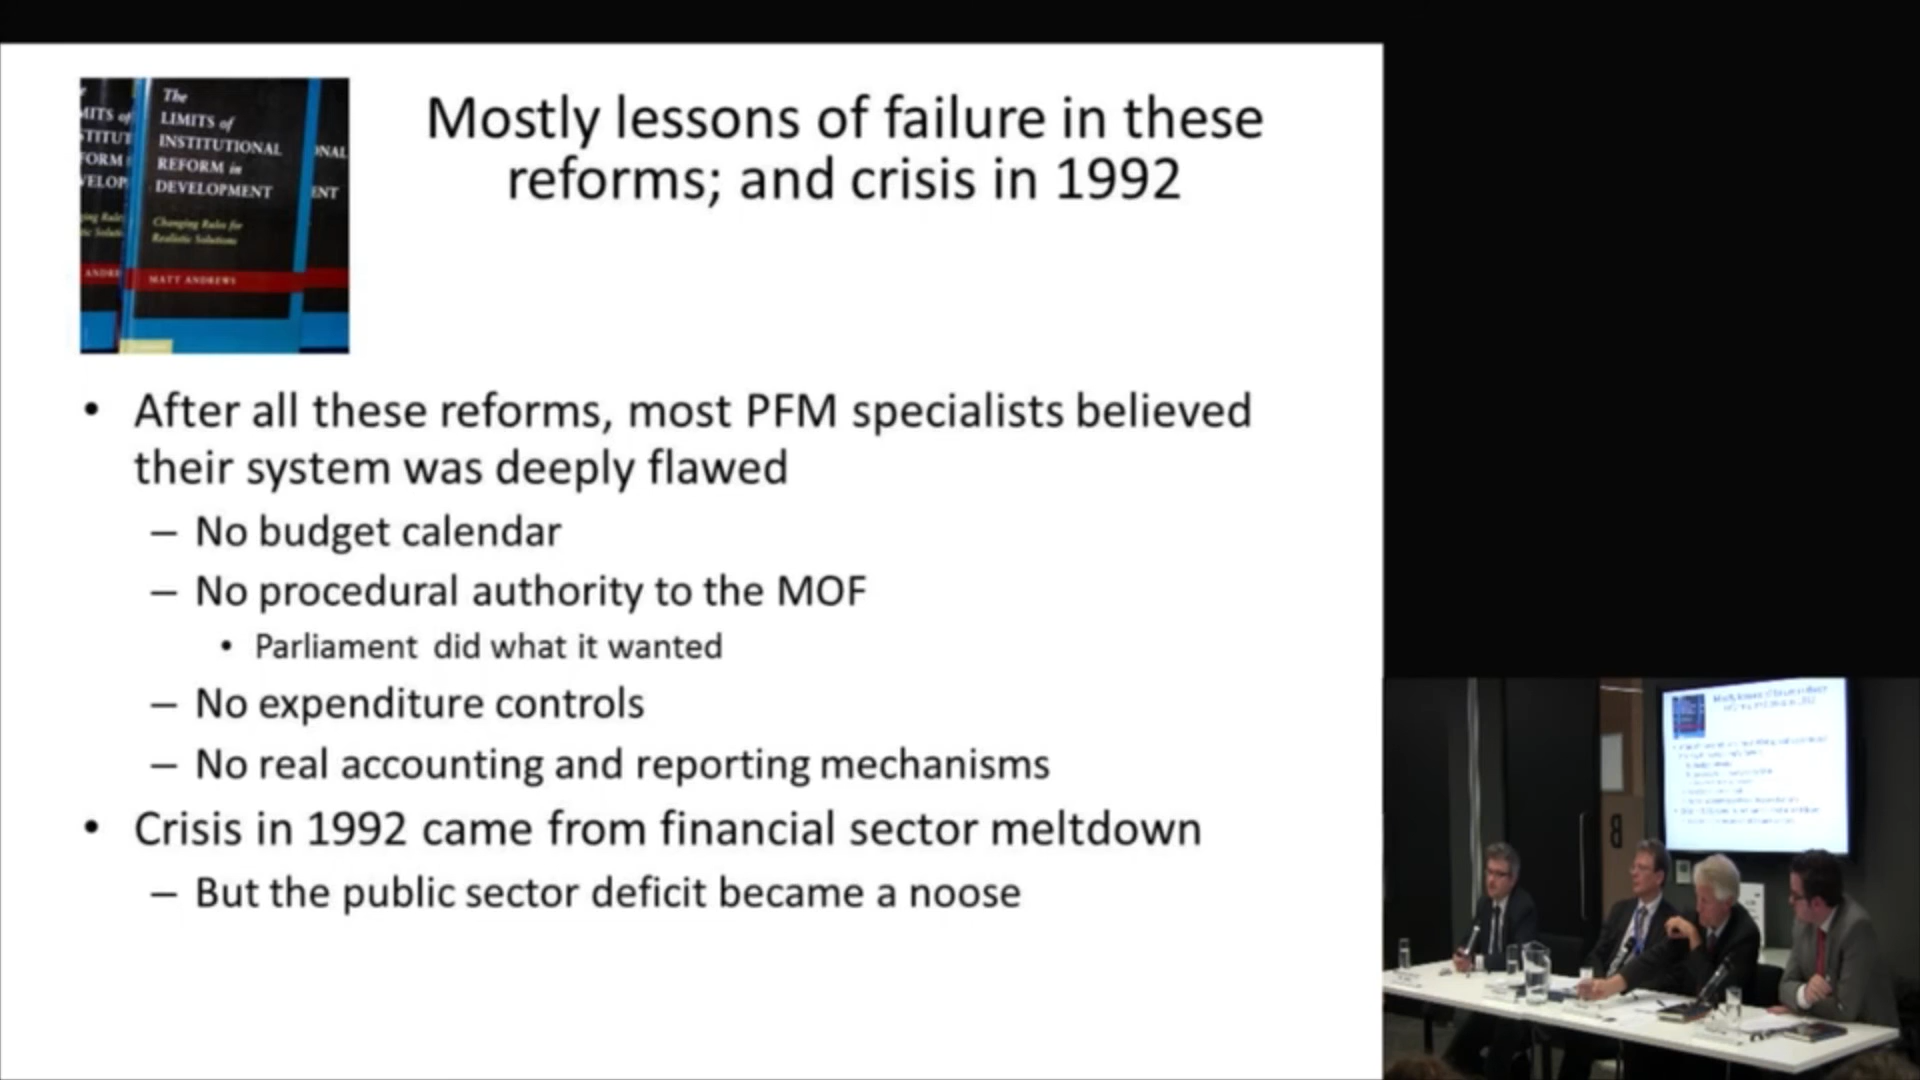 The
LIMITS of
INSTITUTIONAL
REFORM in
DEVELOPMENT
Changing Rules for
Realistic Solutions
MATT ANDREWS
Mostly lessons of failure in these
reforms; and crisis in 1992
• After all these reforms, most PFM specialists believed
their system was deeply flawed
– No budget calendar
– No procedural authority to the MOF
• Parliament did what it wanted
– No expenditure controls
– No real accounting and reporting mechanisms
• Crisis in 1992 came from financial sector meltdown
– But the public sector deficit became a noose
B